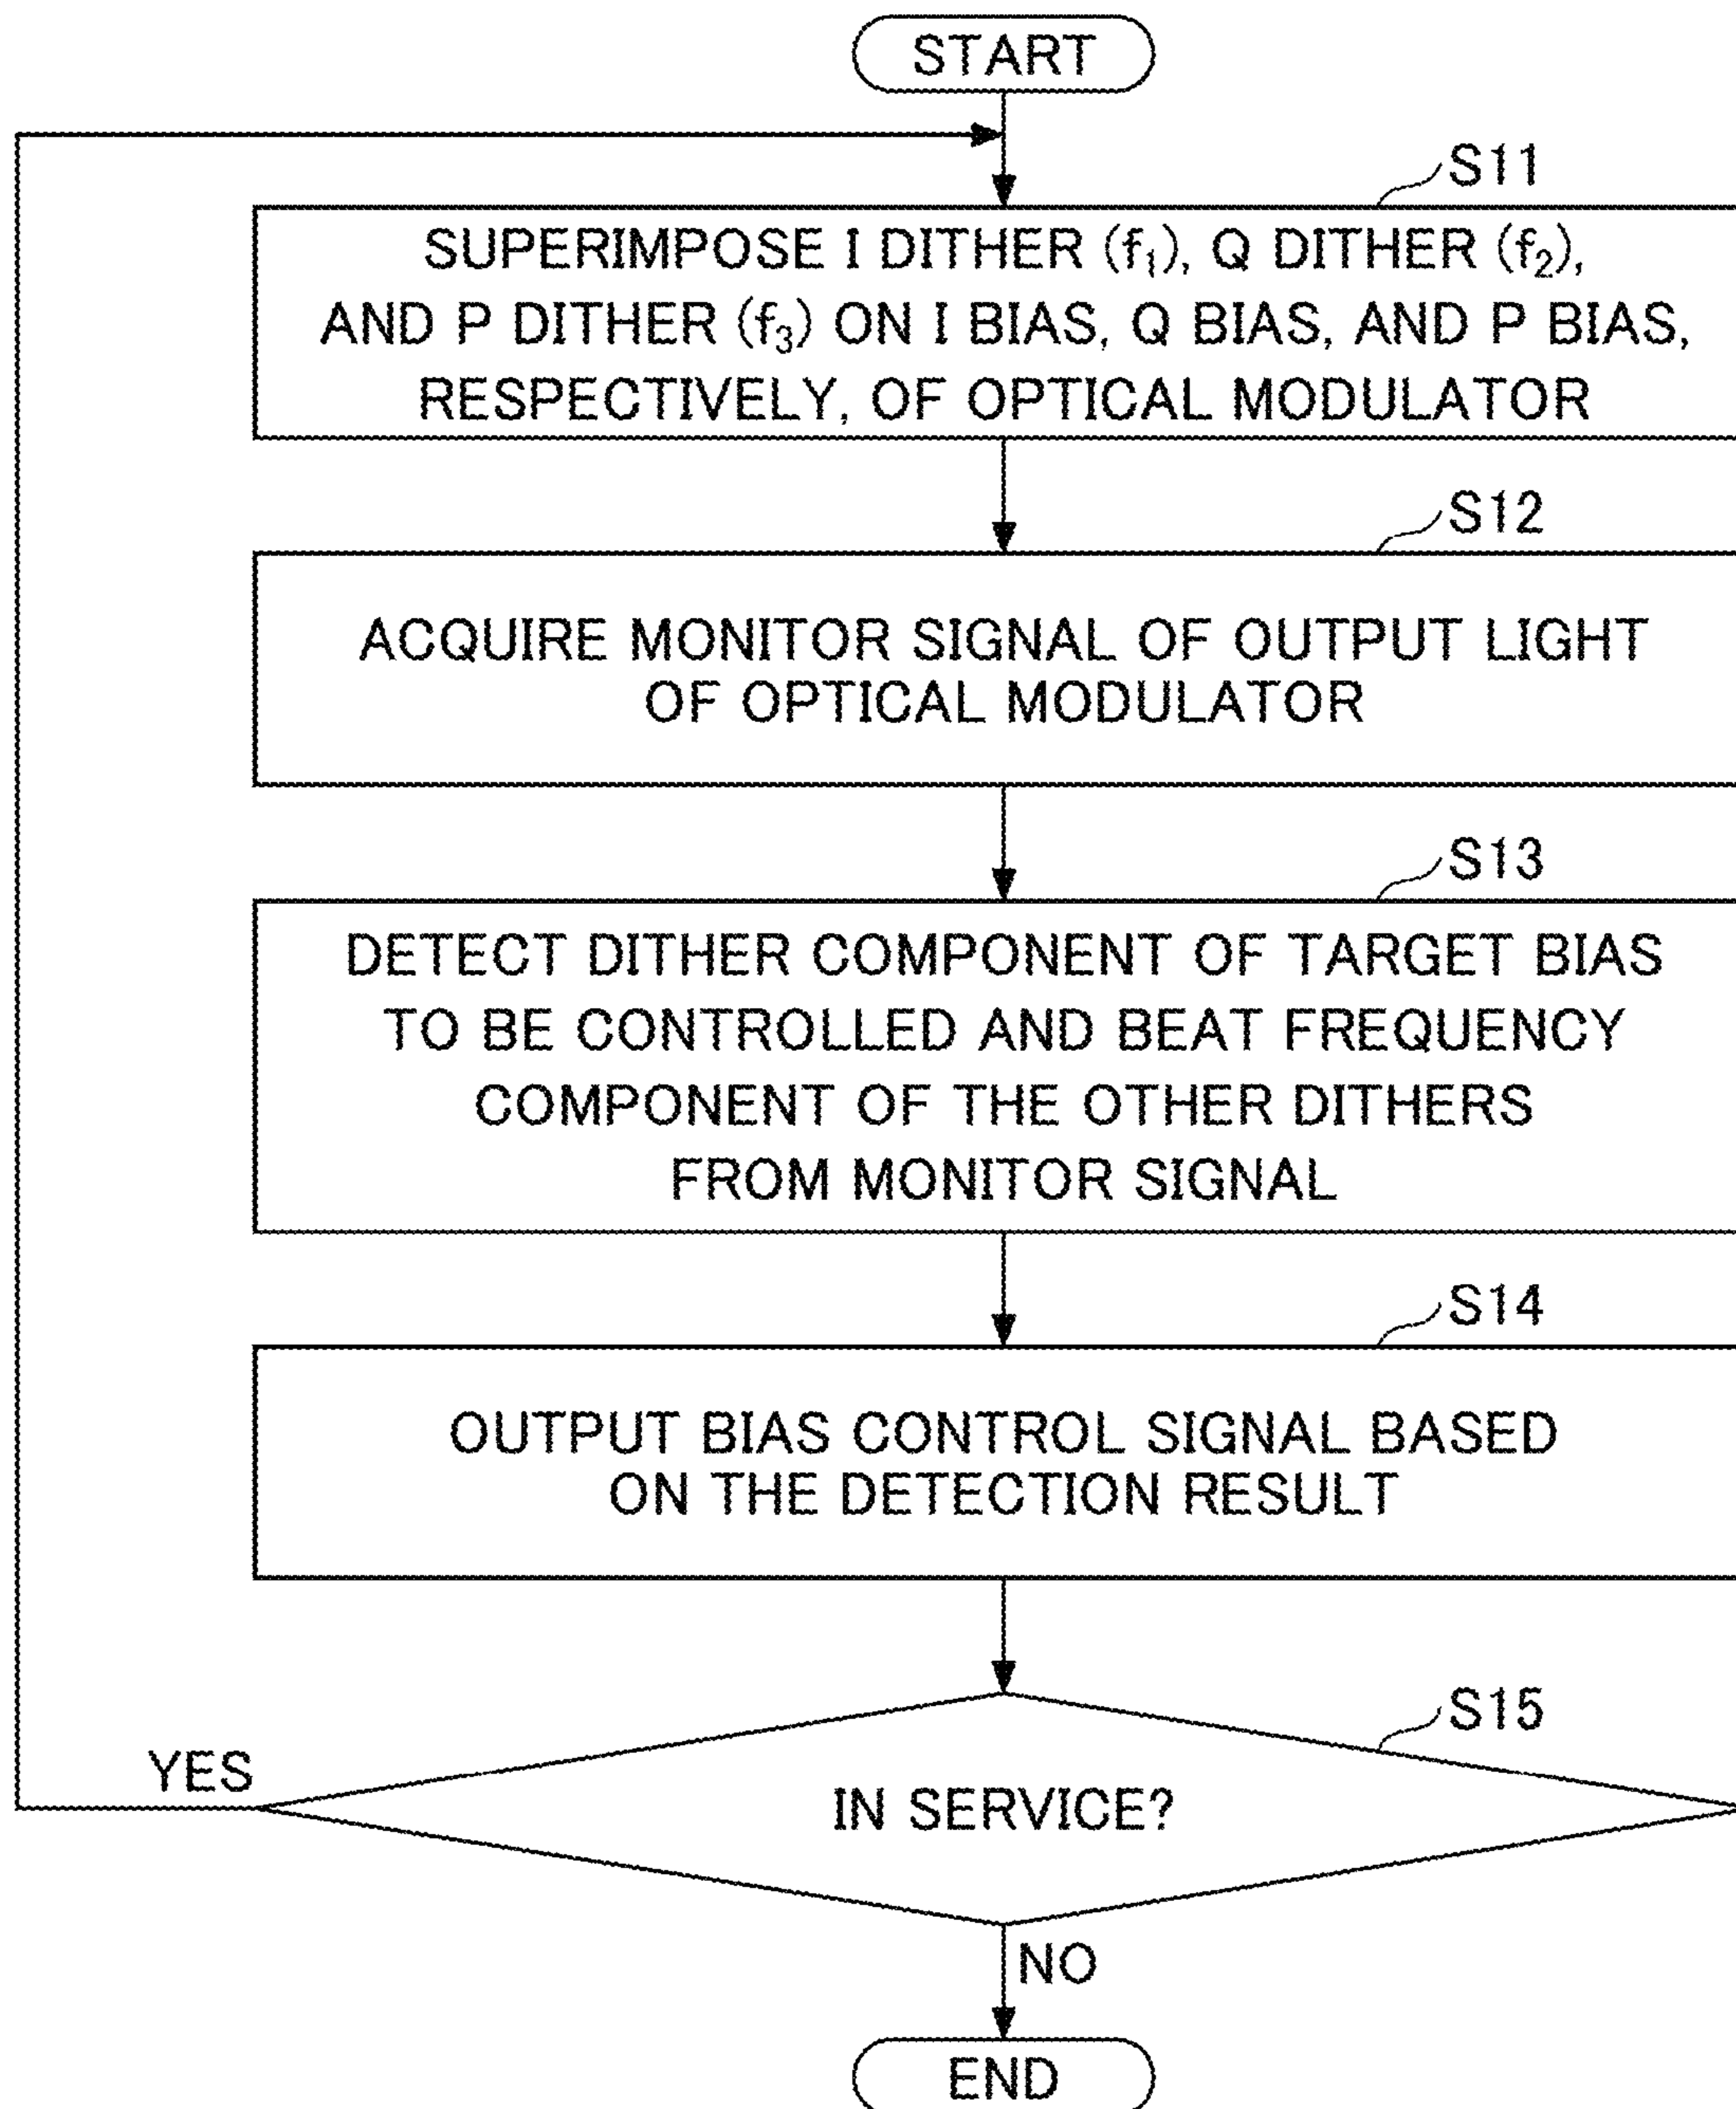 START
S11
SUPERIMPOSE I DITHER (f₁), Q DITHER (f₂),
AND P DITHER (f₃) ON I BIAS, Q BIAS, AND P BIAS,
RESPECTIVELY, OF OPTICAL MODULATOR
S12
ACQUIRE MONITOR SIGNAL OF OUTPUT LIGHT
OF OPTICAL MODULATOR
S13
DETECT DITHER COMPONENT OF TARGET BIAS
TO BE CONTROLLED AND BEAT FREQUENCY
COMPONENT OF THE OTHER DITHERS
FROM MONITOR SIGNAL
S14
OUTPUT BIAS CONTROL SIGNAL BASED
ON THE DETECTION RESULT
S15
YES
IN SERVICE?
NO
END